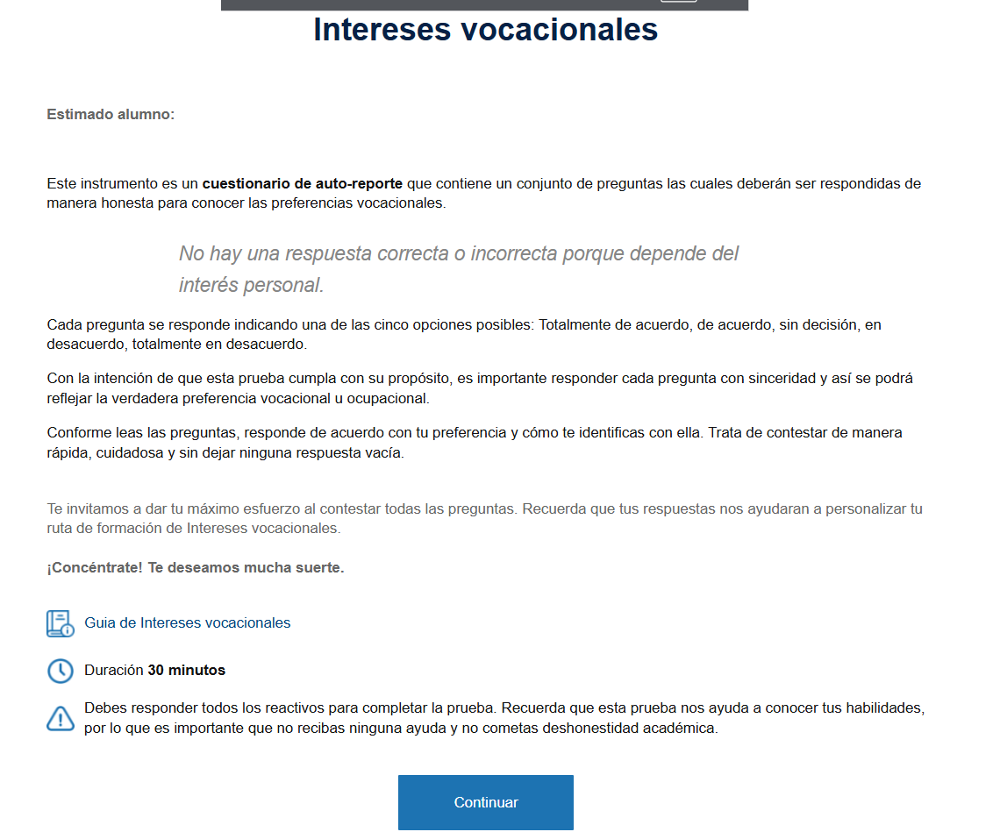 Intereses vocacionales
Estimado alumno:
Este instrumento es un cuestionario de auto-reporte que contiene un conjunto de preguntas las cuales deberán ser respondidas de
manera honesta para conocer las preferencias vocacionales.
No hay una respuesta correcta o incorrecta porque depende del
interés personal.
Cada pregunta se responde indicando una de las cinco opciones posibles: Totalmente de acuerdo, de acuerdo, sin decisión, en
desacuerdo, totalmente en desacuerdo.
Con la intención de que esta prueba cumpla con su propósito, es importante responder cada pregunta con sinceridad y así se podrá
reflejar la verdadera preferencia vocacional u ocupacional.
Conforme leas las preguntas, responde de acuerdo con tu preferencia y cómo te identificas con ella. Trata de contestar de manera
rápida, cuidadosa y sin dejar ninguna respuesta vacía.
Te invitamos a dar tu máximo esfuerzo al contestar todas las preguntas. Recuerda que tus respuestas nos ayudaran a personalizar tu
ruta de formación de Intereses vocacionales.
¡Concéntrate! Te deseamos mucha suerte.
Guia de Intereses vocacionales
Duración 30 minutos
Debes responder todos los reactivos para completar la prueba. Recuerda que esta prueba nos ayuda a conocer tus habilidades,
por lo que es importante que no recibas ninguna ayuda y no cometas deshonestidad académica.
Continuar